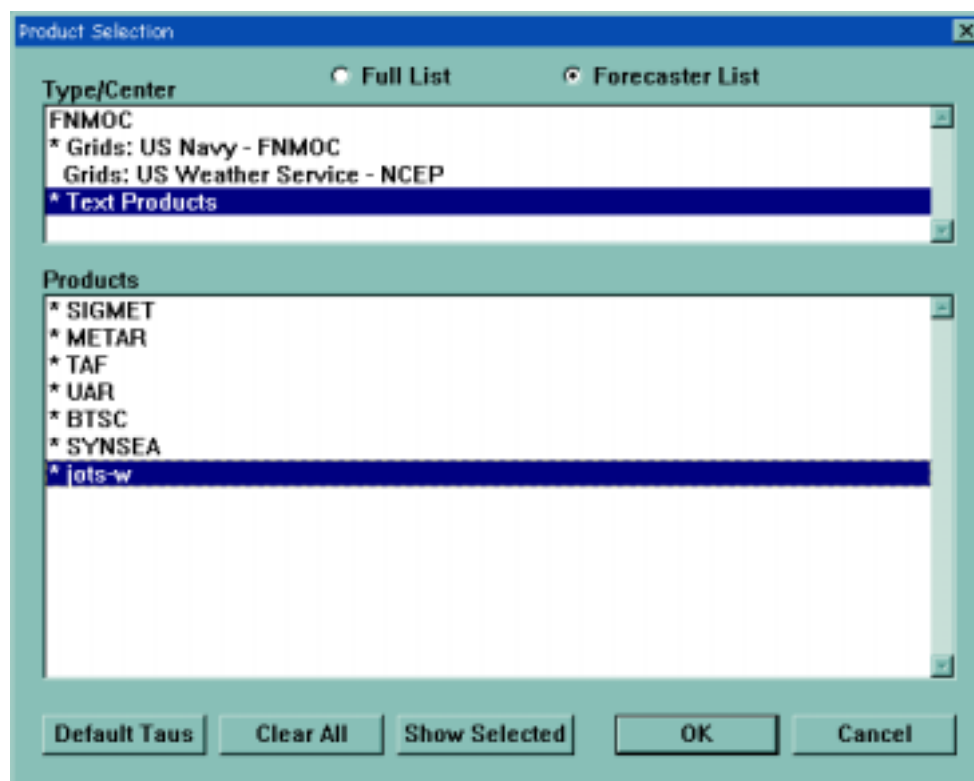 Product Selection
Full List
Forecaster List
Type/Center
FNMOC
* Grids: US Navy - FNMOC
Grids: US Weather Service - NCEP
* Text Products
Products
* SIGMET
* METAR
* TAF
* UAR
* BTSC
* SYNSEA
* jots-w
Default Taus
Clear All
Show Selected
OK
Cancel